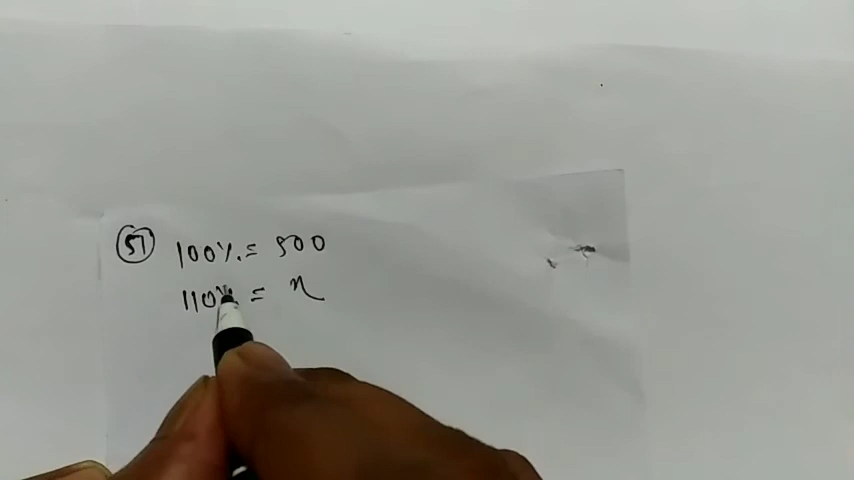 57 100% = 500
110% = x